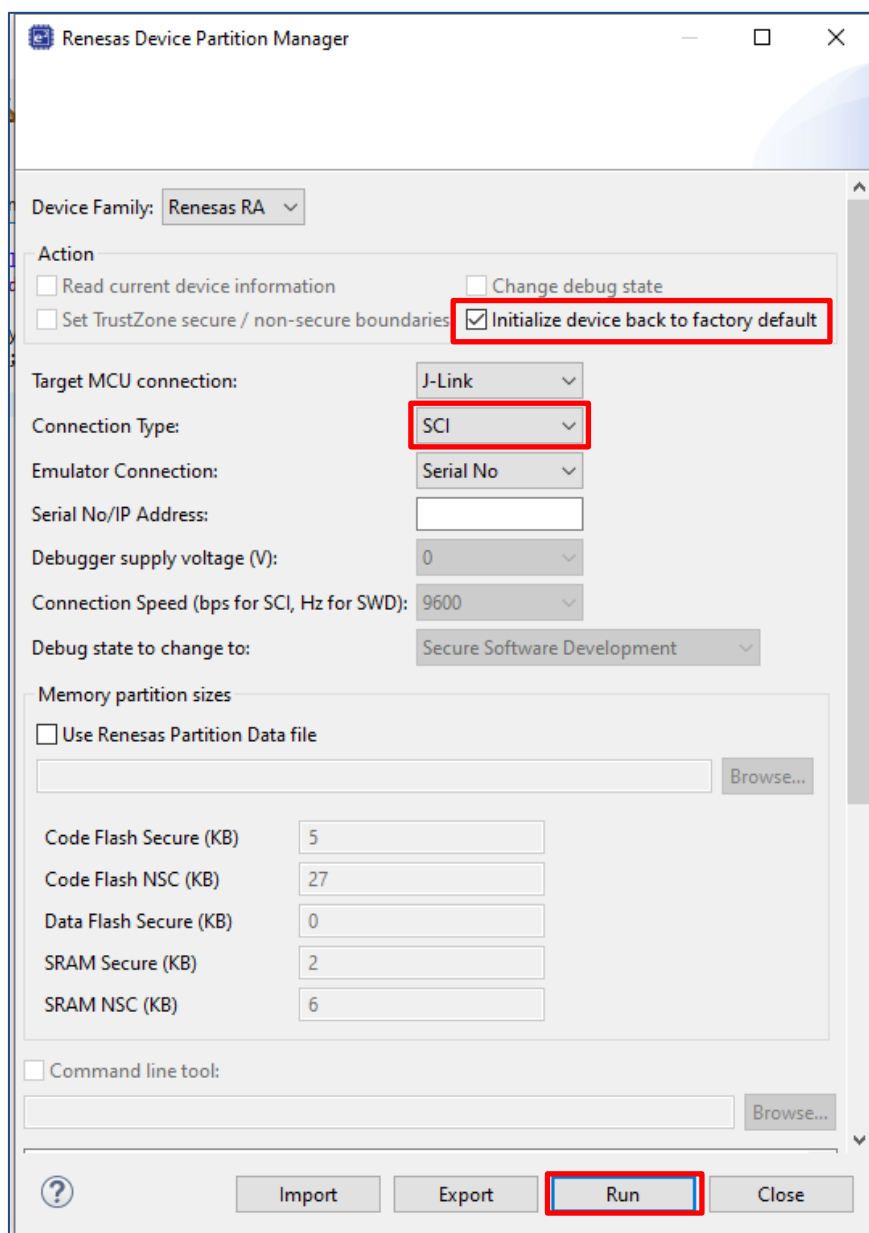 Renesas Device Partition Manager
Device Family: Renesas RA
Action
Read current device information Change debug state
Set TrustZone secure / non-secure boundaries Initialize device back to factory default
Target MCU connection: J-Link
Connection Type: SCI
Emulator Connection: Serial No
Serial No/IP Address:
Debugger supply voltage (V): 0
Connection Speed (bps for SCI, Hz for SWD): 9600
Debug state to change to: Secure Software Development
Memory partition sizes
Use Renesas Partition Data file
Browse...
Code Flash Secure (KB) 5
Code Flash NSC (KB) 27
Data Flash Secure (KB) 0
SRAM Secure (KB) 2
SRAM NSC (KB) 6
Command line tool:
Browse...
? Import Export Run Close